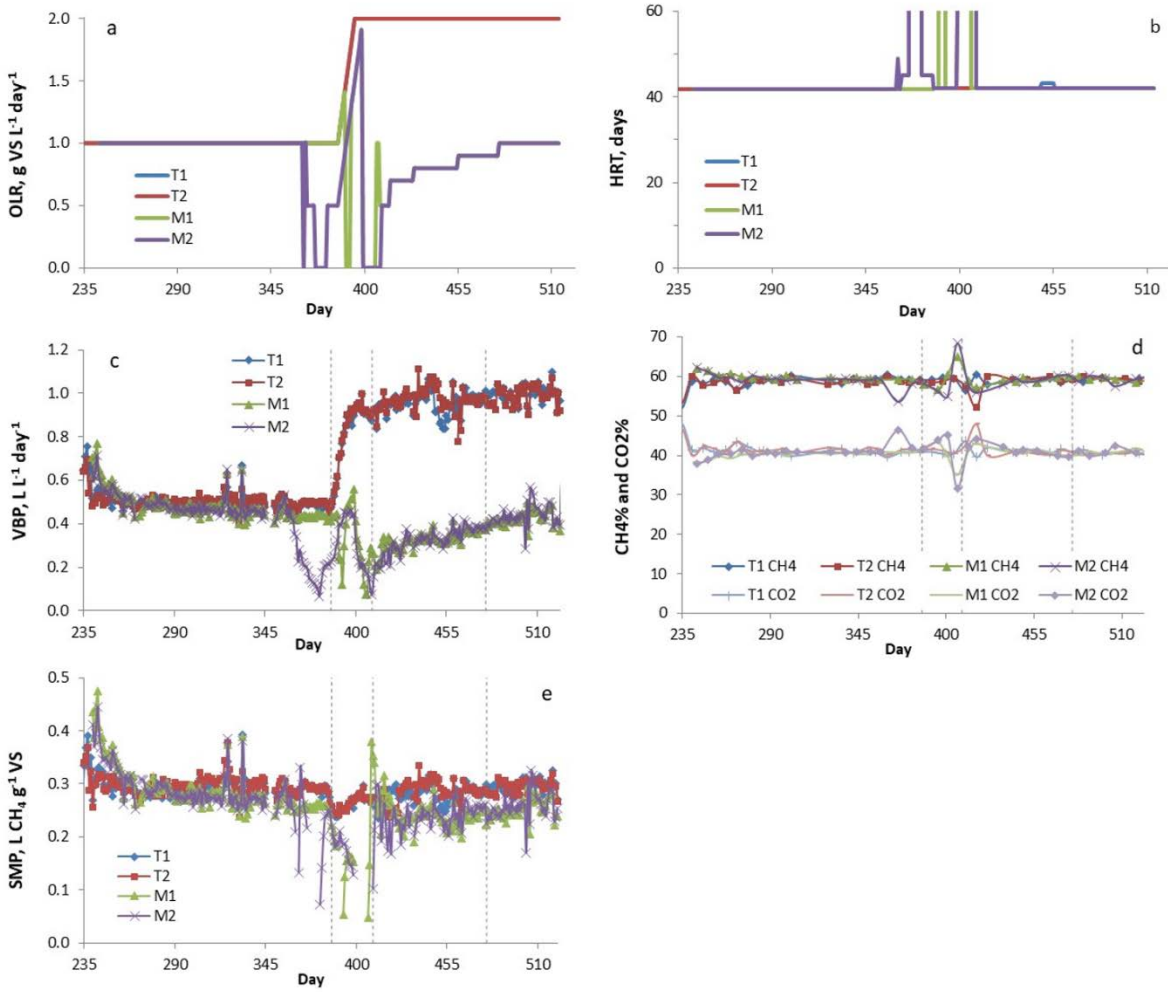 a
OLR, g VS L-1 day-1
2.0
1.5
1.0
0.5
0.0
T1
T2
M1
M2
235 290 345 400 455 510
Day
b
HRT, days
60
40
20
0
T1
T2
M1
M2
235 290 345 400 455 510
Day
c
VBP, L L-1 day-1
1.2
1.0
0.8
0.6
0.4
0.2
0.0
T1
T2
M1
M2
235 290 345 400 455 510
Day
d
CH4% and CO2%
70
60
50
40
30
20
10
0
T1 CH4 T2 CH4 M1 CH4 M2 CH4
T1 CO2 T2 CO2 M1 CO2 M2 CO2
235 290 345 400 455 510
Day
e
SMP, L CH4 g-1 VS
0.5
0.4
0.3
0.2
0.1
0.0
T1
T2
M1
M2
235 290 345 400 455 510
Day